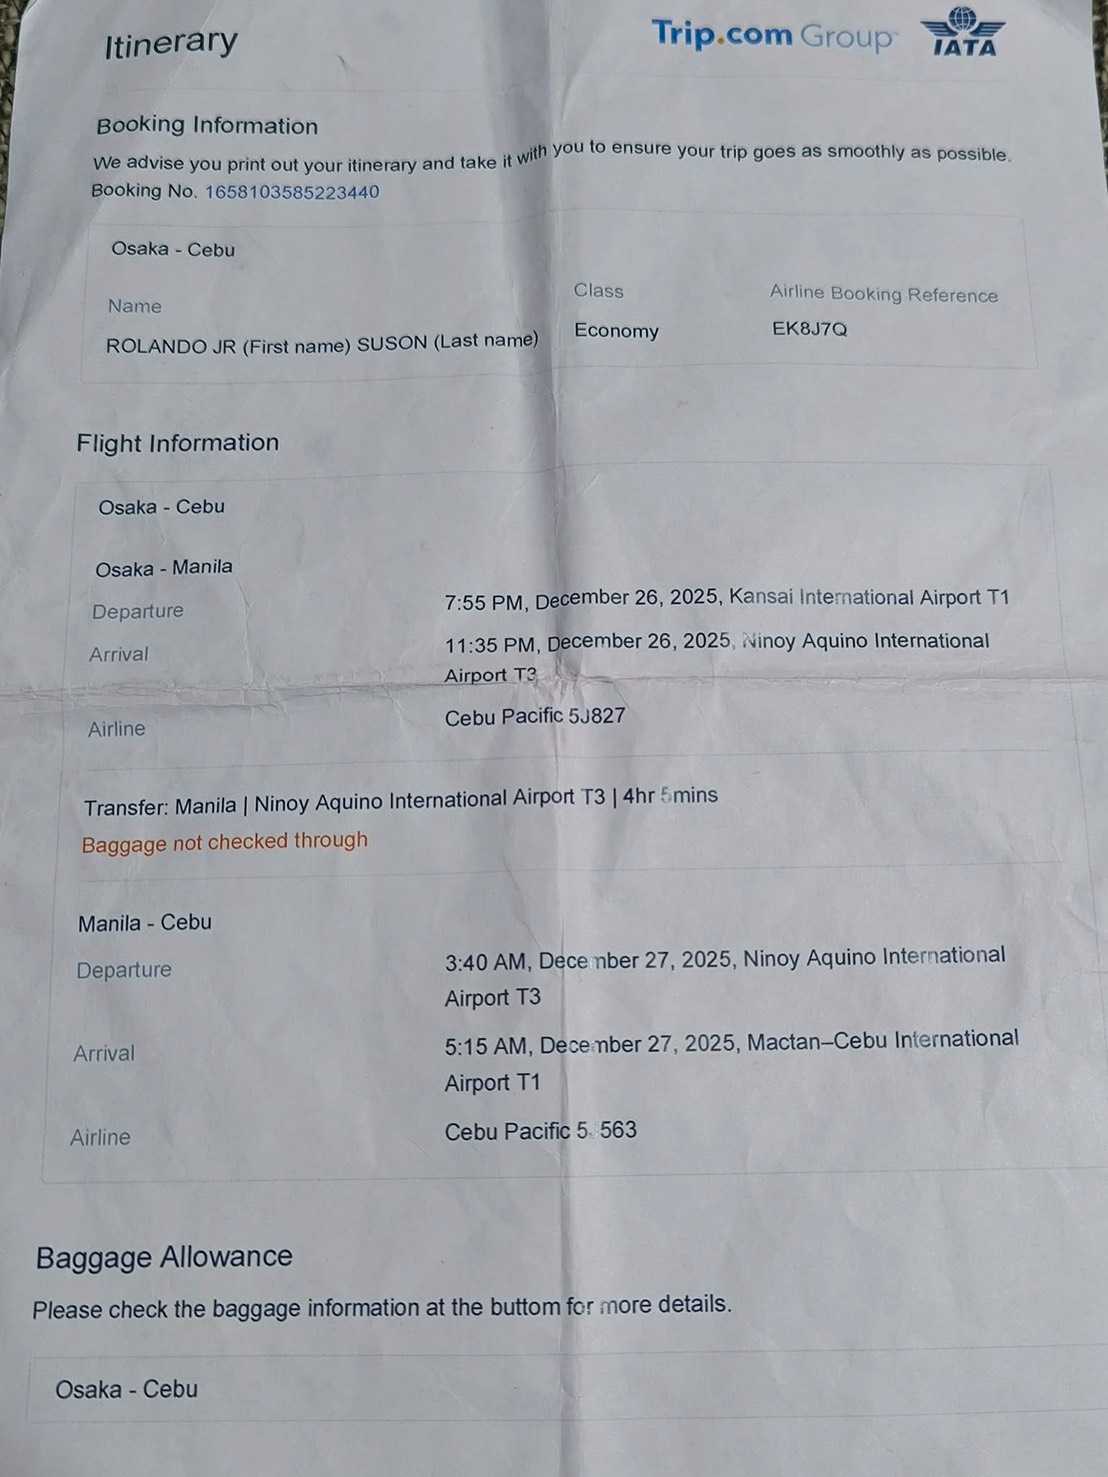 Itinerary
Trip.com Group
IATA
Booking Information
We advise you print out your itinerary and take it with you to ensure your trip goes as smoothly as possible.
Booking No. 1658103585223440
Osaka - Cebu
Name
Class
Airline Booking Reference
ROLANDO JR (First name) SUSON (Last name)
Economy
EK8J7Q
Flight Information
Osaka - Cebu
Osaka - Manila
Departure
7:55 PM, December 26, 2025, Kansai International Airport T1
Arrival
11:35 PM, December 26, 2025, Ninoy Aquino International
Airport T3
Airline
Cebu Pacific 5J827
Transfer: Manila | Ninoy Aquino International Airport T3 | 4hr 5mins
Baggage not checked through
Manila - Cebu
Departure
3:40 AM, December 27, 2025, Ninoy Aquino International
Airport T3
Arrival
5:15 AM, December 27, 2025, Mactan–Cebu International
Airport T1
Airline
Cebu Pacific 5 563
Baggage Allowance
Please check the baggage information at the buttom for more details.
Osaka - Cebu